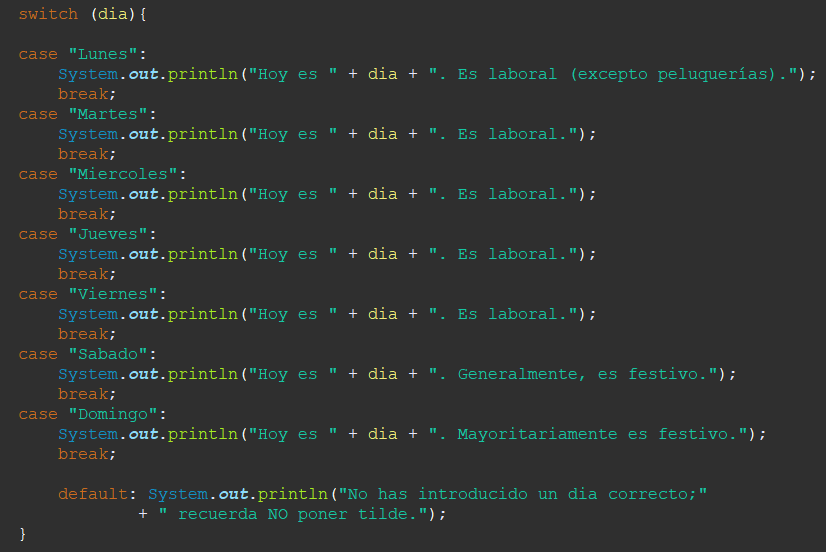 switch (dia){
case "Lunes":
System.out.println("Hoy es " + dia + ". Es laboral (excepto peluquerías).");
break;
case "Martes":
System.out.println("Hoy es " + dia + ". Es laboral.");
break;
case "Miercoles":
System.out.println("Hoy es " + dia + ". Es laboral.");
break;
case "Jueves":
System.out.println("Hoy es " + dia + ". Es laboral.");
break;
case "Viernes":
System.out.println("Hoy es " + dia + ". Es laboral.");
break;
case "Sabado":
System.out.println("Hoy es " + dia + ". Generalmente, es festivo.");
break;
case "Domingo":
System.out.println("Hoy es " + dia + ". Mayoritariamente es festivo.");
break;
default: System.out.println("No has introducido un dia correcto;"
+ " recuerda NO poner tilde.");
}